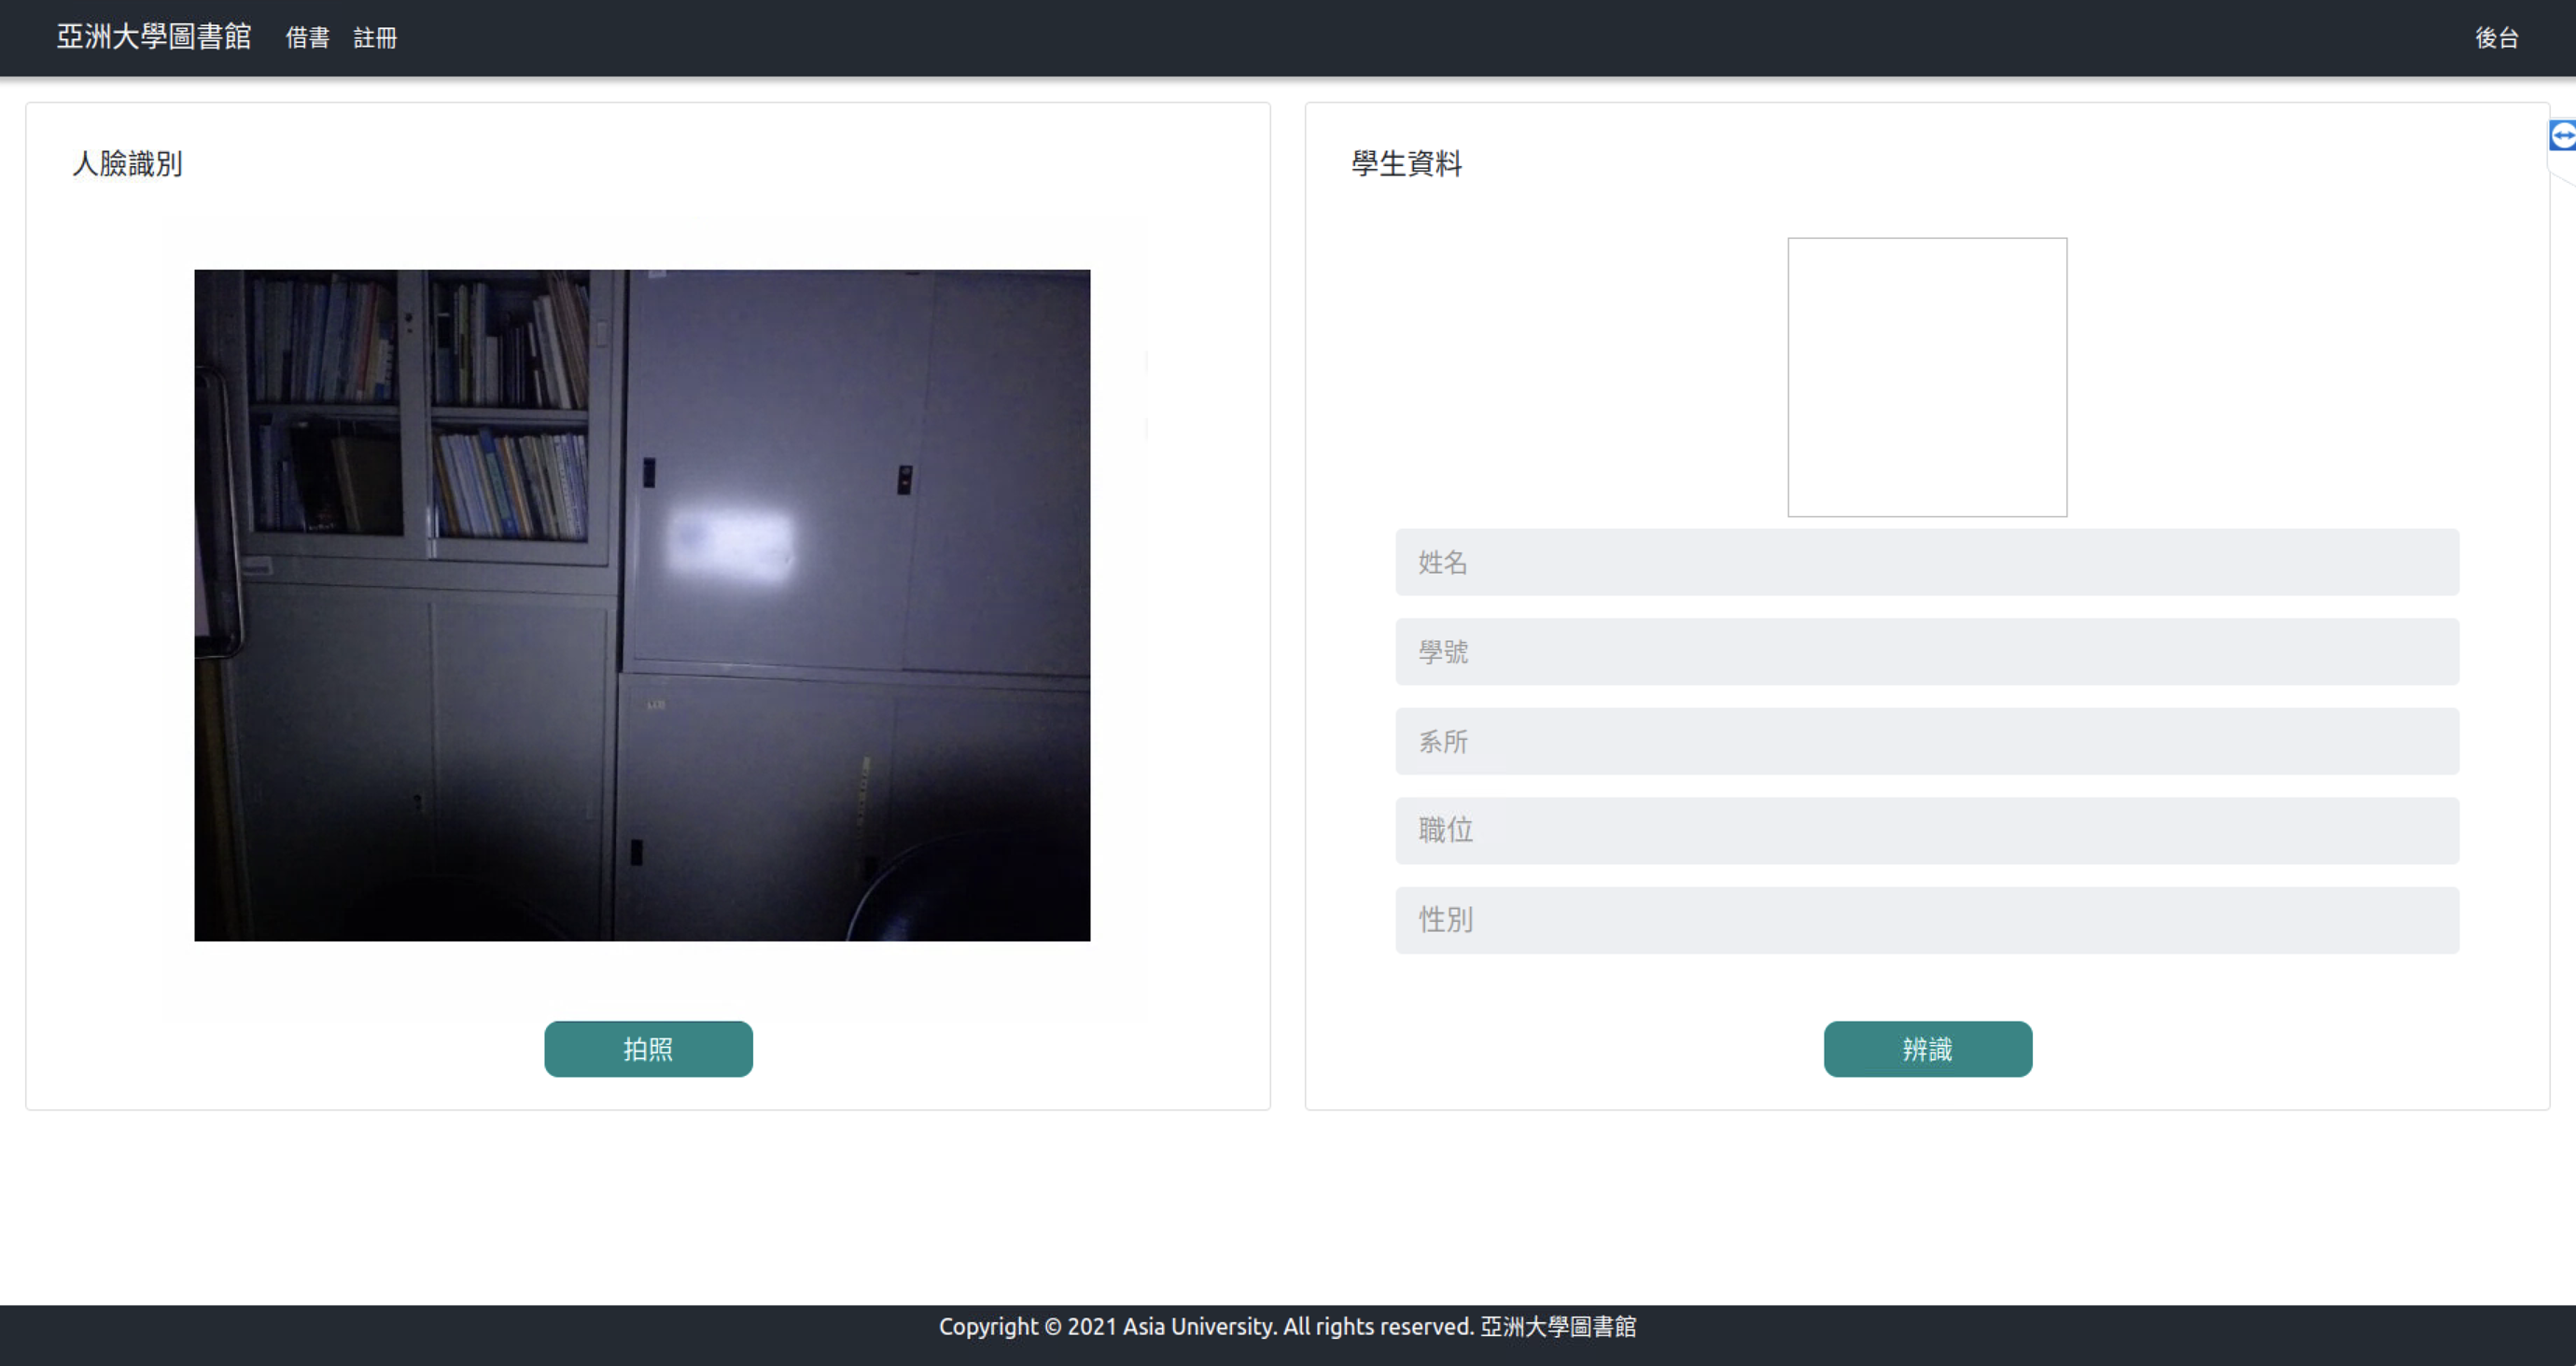 亞洲大學圖書館 借書 註冊 後台
人臉識別
學生資料
姓名
學號
系所
職位
性別
拍照
辨識
Copyright © 2021 Asia University. All rights reserved. 亞洲大學圖書館